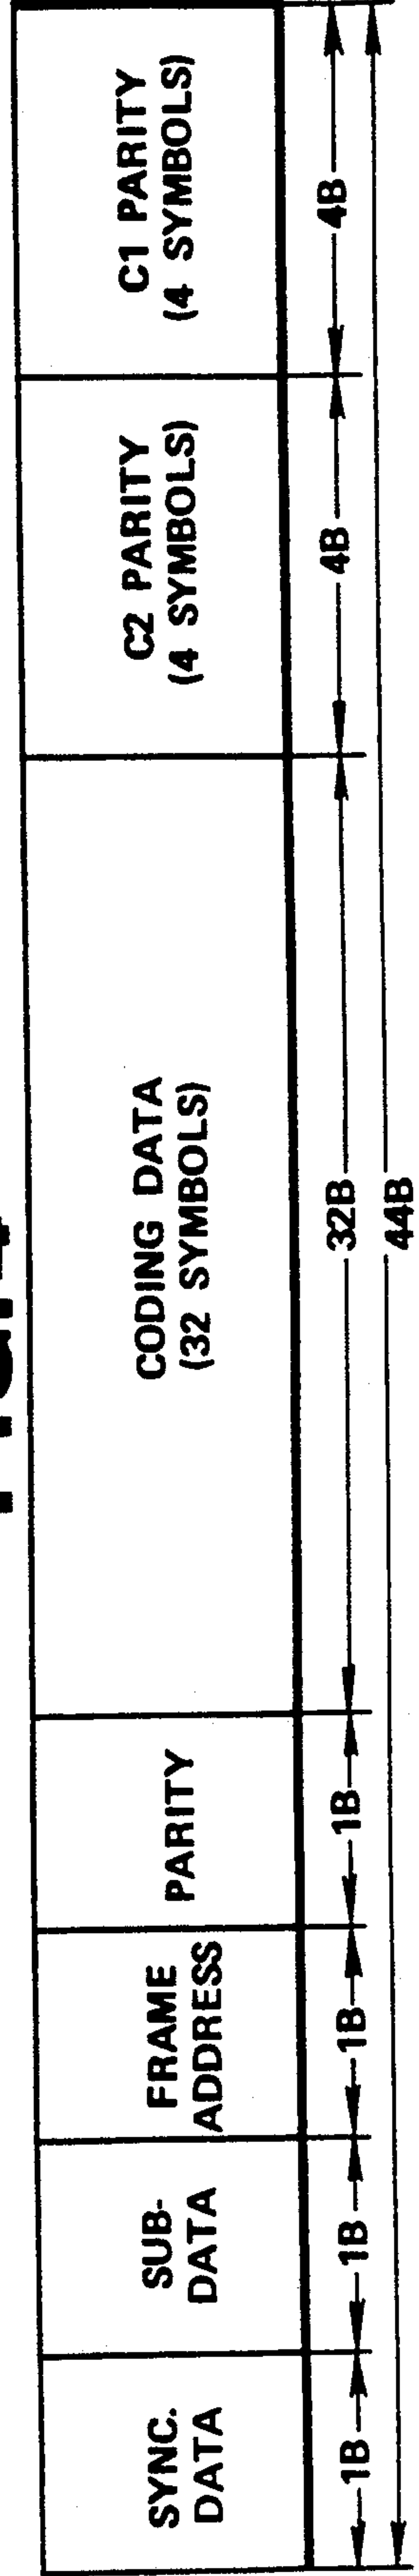 SYNC.
DATA
SUB-
DATA
FRAME
ADDRESS
PARITY
CODING DATA
(32 SYMBOLS)
C2 PARITY
(4 SYMBOLS)
C1 PARITY
(4 SYMBOLS)
1B
1B
1B
1B
32B
4B
4B
44B